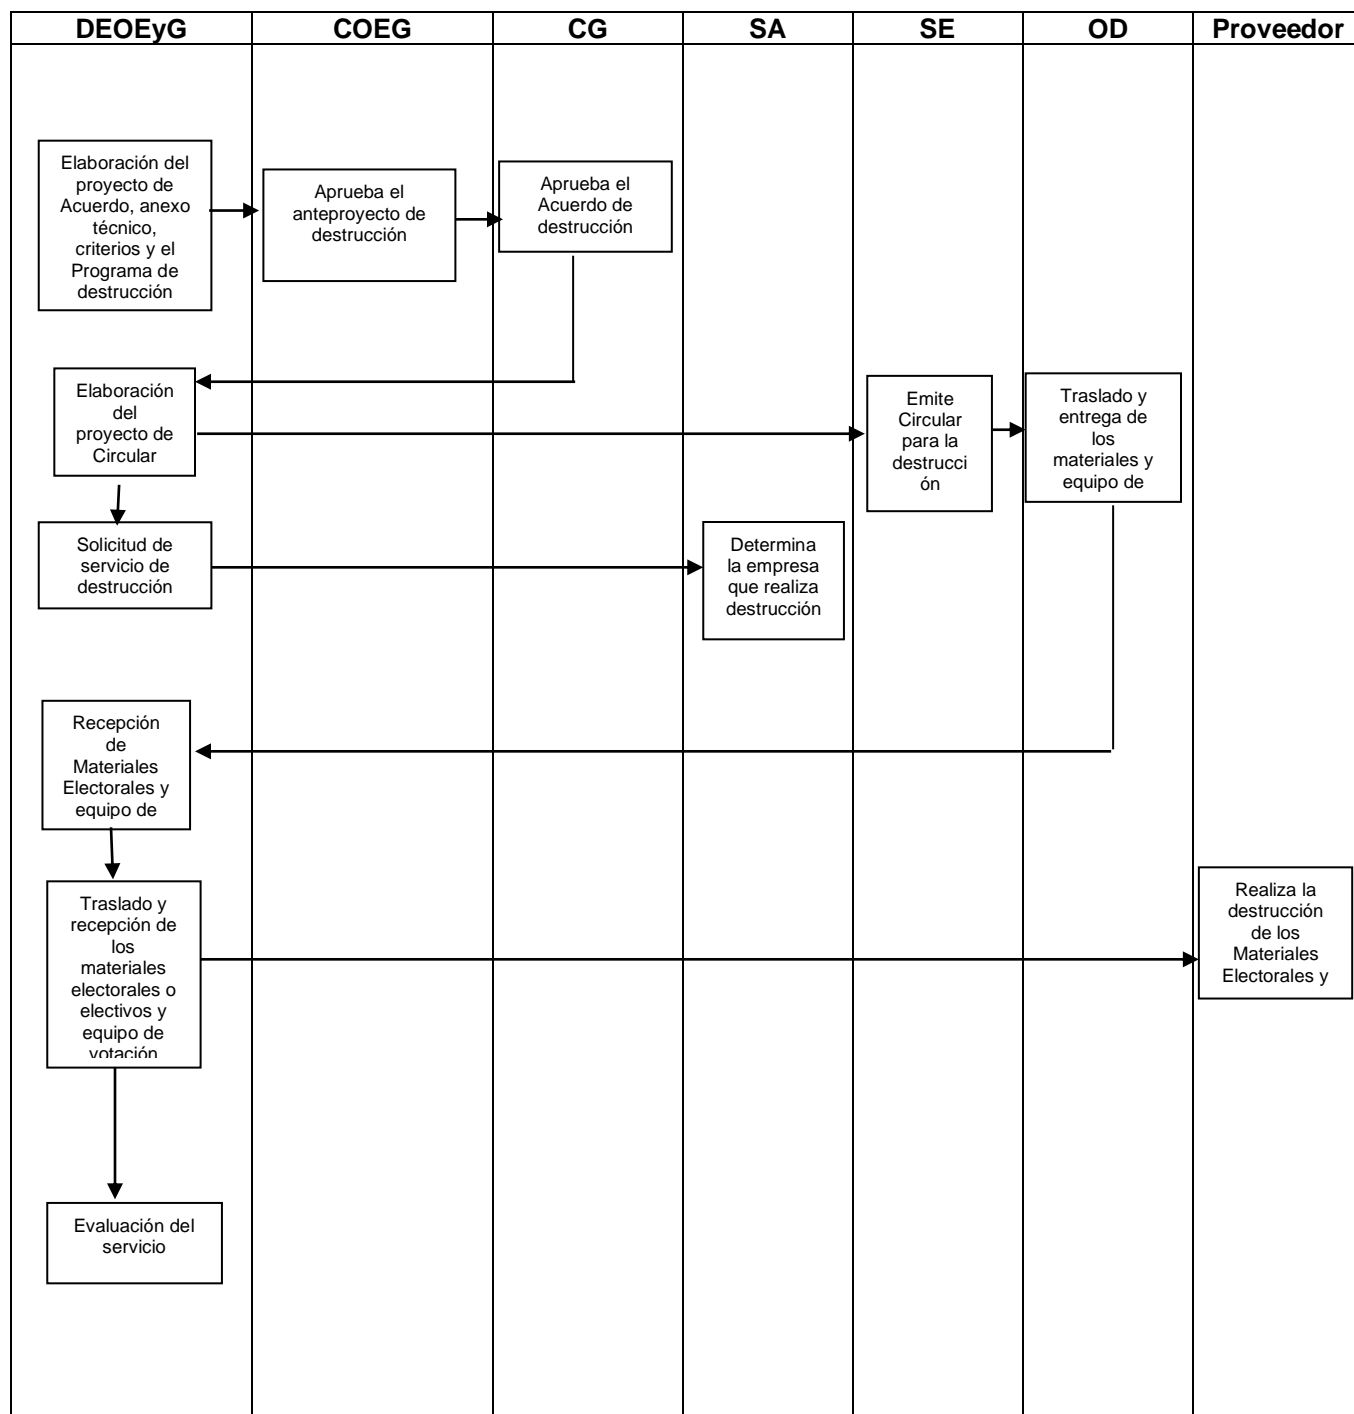 DEOEyG COEG CG SA SE OD Proveedor
Elaboración del
proyecto de
Acuerdo, anexo
técnico,
criterios y el
Programa de
destrucción
Aprueba el
anteproyecto de
destrucción
Aprueba el
Acuerdo de
destrucción
Elaboración
del
proyecto de
Circular
Emite
Circular
para la
destrucci
ón
Traslado y
entrega de
los
materiales y
equipo de
Solicitud de
servicio de
destrucción
Determina
la empresa
que realiza
destrucción
Recepción
de
Materiales
Electorales y
equipo de
Traslado y
recepción de
los
materiales
electorales o
electivos y
equipo de
votación
Realiza la
destrucción
de los
Materiales
Electorales y
Evaluación del
servicio